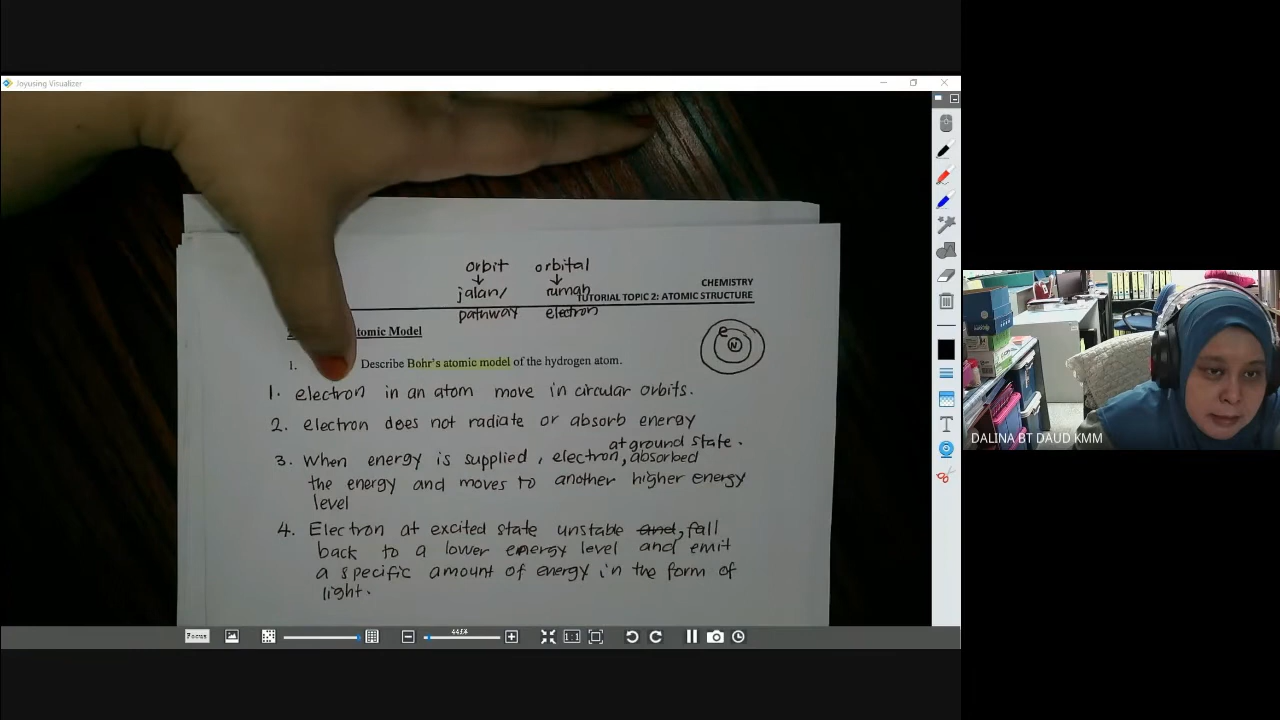 Joyusing Visualizer
orbit orbital
jalan/ rumah
pathway electron
CHEMISTRY
TUTORIAL TOPIC 2: ATOMIC STRUCTURE
tomic Model
e
N
1. Describe Bohr's atomic model of the hydrogen atom.
1. electron in an atom move in circular orbits.
2. electron does not radiate or absorb energy
at ground state.
3. When energy is supplied, electron, absorbed
the energy and moves to another higher energy
level
4. Electron at excited state unstable and, fall
back to a lower energy level and emit
a specific amount of energy in the form of
light.
DALINA BT DAUD KMM
T
Focus
1:1